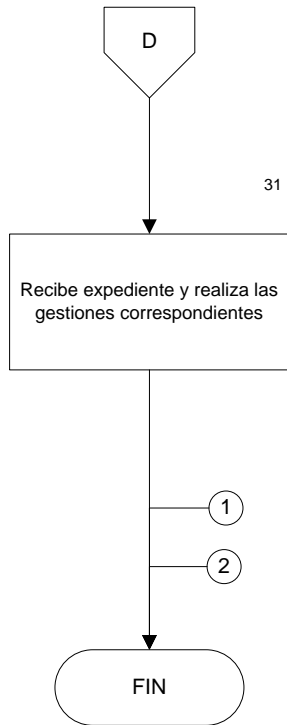 D
31
Recibe expediente y realiza las
gestiones correspondientes
1
2
FIN